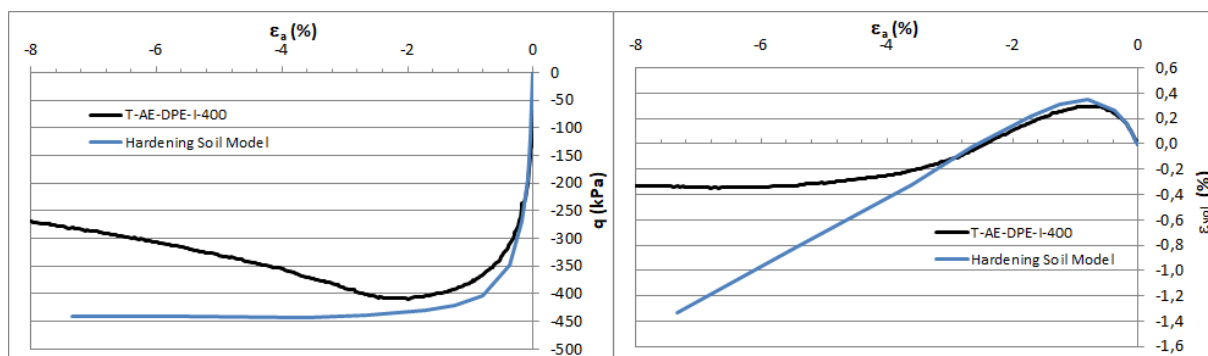 εa (%)
-8 -6 -4 -2 0
0
-50
-100
-150
-200
-250
-300
-350
-400
-450
-500
q (kPa)
T-AE-DPE-I-400
Hardening Soil Model
εa (%)
-8 -6 -4 -2 0
0,6
0,4
0,2
0,0
-0,2
-0,4
-0,6
-0,8
-1,0
-1,2
-1,4
-1,6
εvol (%)
T-AE-DPE-I-400
Hardening Soil Model